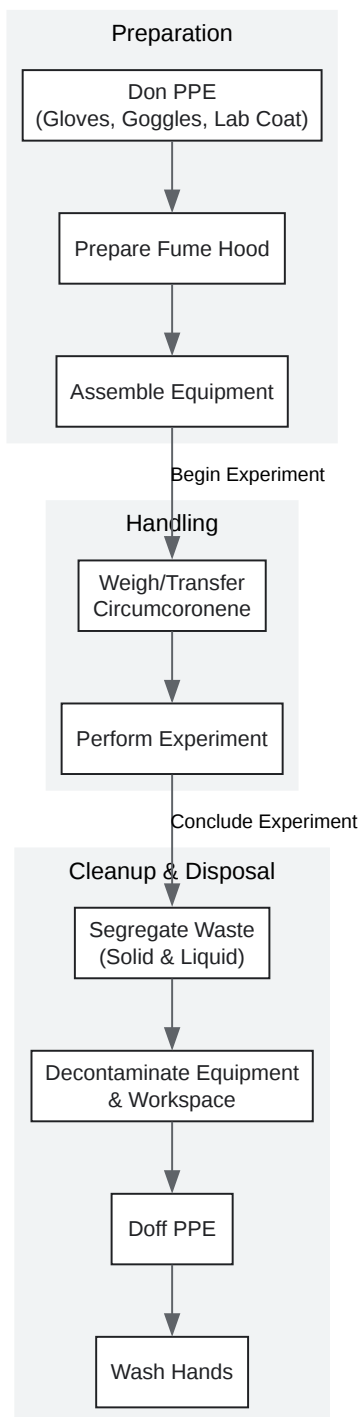 Preparation
Don PPE
(Gloves, Goggles, Lab Coat)
Prepare Fume Hood
Assemble Equipment
Begin Experiment
Handling
Weigh/Transfer
Circumcoronene
Perform Experiment
Conclude Experiment
Cleanup & Disposal
Segregate Waste
(Solid & Liquid)
Decontaminate Equipment
& Workspace
Doff PPE
Wash Hands